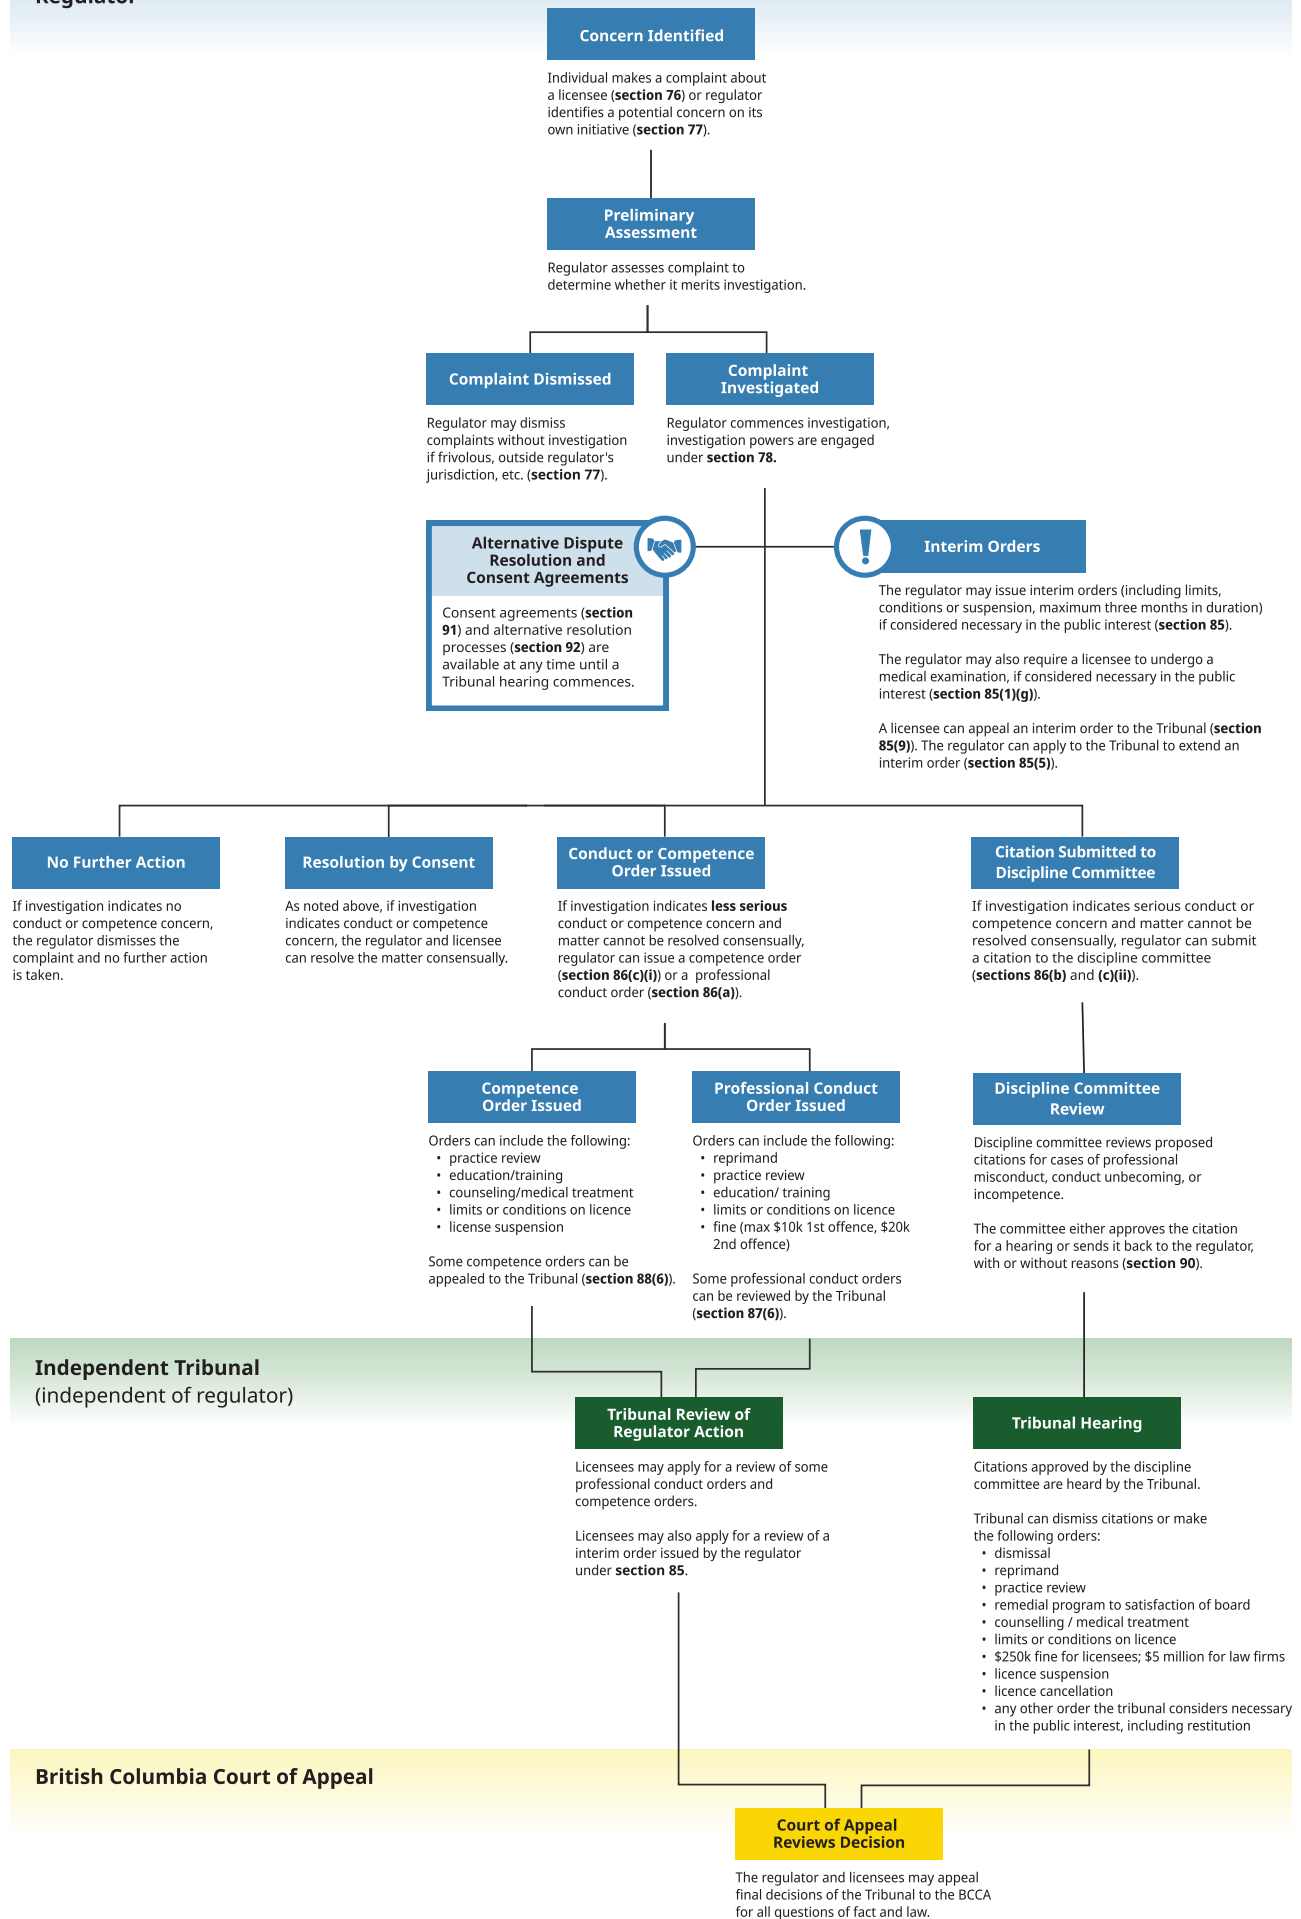 Regulator
Concern Identified
Individual makes a complaint about
a licensee (section 76) or regulator
identifies a potential concern on its
own initiative (section 77).
Preliminary
Assessment
Regulator assesses complaint to
determine whether it merits investigation.
Complaint Dismissed
Regulator may dismiss
complaints without investigation
if frivolous, outside regulator's
jurisdiction, etc. (section 77).
Complaint
Investigated
Regulator commences investigation,
investigation powers are engaged
under section 78.
Alternative Dispute
Resolution and
Consent Agreements
Consent agreements (section
91) and alternative resolution
processes (section 92) are
available at any time until a
Tribunal hearing commences.
Interim Orders
The regulator may issue interim orders (including limits,
conditions or suspension, maximum three months in duration)
if considered necessary in the public interest (section 85).
The regulator may also require a licensee to undergo a
medical examination, if considered necessary in the public
interest (section 85(1)(g)).
A licensee can appeal an interim order to the Tribunal (section
85(9)). The regulator can apply to the Tribunal to extend an
interim order (section 85(5)).
No Further Action
If investigation indicates no
conduct or competence concern,
the regulator dismisses the
complaint and no further action
is taken.
Resolution by Consent
As noted above, if investigation
indicates conduct or competence
concern, the regulator and licensee
can resolve the matter consensually.
Conduct or Competence
Order Issued
If investigation indicates less serious
conduct or competence concern and
matter cannot be resolved consensually,
regulator can issue a competence order
(section 86(c)(i)) or a professional
conduct order (section 86(a)).
Citation Submitted to
Discipline Committee
If investigation indicates serious conduct or
competence concern and matter cannot be
resolved consensually, regulator can submit
a citation to the discipline committee
(sections 86(b) and (c)(ii)).
Competence
Order Issued
Orders can include the following:
• practice review
• education/training
• counseling/medical treatment
• limits or conditions on licence
• license suspension
Some competence orders can be
appealed to the Tribunal (section 88(6)).
Professional Conduct
Order Issued
Orders can include the following:
• reprimand
• practice review
• education/ training
• limits or conditions on licence
• fine (max $10k 1st offence, $20k
2nd offence)
Some professional conduct orders
can be reviewed by the Tribunal
(section 87(6)).
Discipline Committee
Review
Discipline committee reviews proposed
citations for cases of professional
misconduct, conduct unbecoming, or
incompetence.
The committee either approves the citation
for a hearing or sends it back to the regulator,
with or without reasons (section 90).
Independent Tribunal
(independent of regulator)
Tribunal Review of
Regulator Action
Licensees may apply for a review of some
professional conduct orders and
competence orders.
Licensees may also apply for a review of a
interim order issued by the regulator
under section 85.
Tribunal Hearing
Citations approved by the discipline
committee are heard by the Tribunal.
Tribunal can dismiss citations or make
the following orders:
• dismissal
• reprimand
• practice review
• remedial program to satisfaction of board
• counselling / medical treatment
• limits or conditions on licence
• $250k fine for licensees; $5 million for law firms
• licence suspension
• licence cancellation
• any other order the tribunal considers necessary
in the public interest, including restitution
British Columbia Court of Appeal
Court of Appeal
Reviews Decision
The regulator and licensees may appeal
final decisions of the Tribunal to the BCCA
for all questions of fact and law.